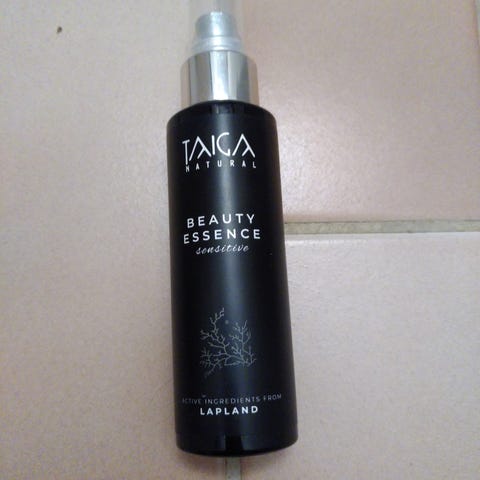 TAIGA
NATURAL
BEAUTY
ESSENCE
sensitive
ACTIVE INGREDIENTS FROM
LAPLAND